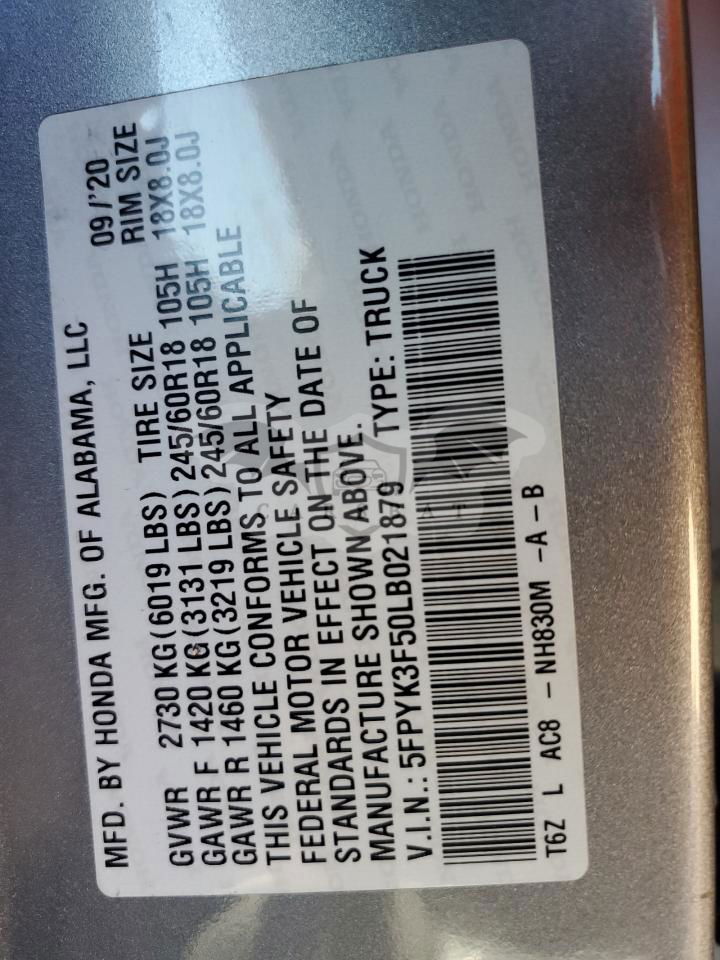 MFD. BY HONDA MFG. OF ALABAMA, LLC 09/'20
GVWR 2730 KG(6019 LBS) TIRE SIZE RIM SIZE
GAWR F 1420 KG(3131 LBS) 245/60R18 105H 18X8.0J
GAWR R 1460 KG(3219 LBS) 245/60R18 105H 18X8.0J
THIS VEHICLE CONFORMS TO ALL APPLICABLE
FEDERAL MOTOR VEHICLE SAFETY
STANDARDS IN EFFECT ON THE DATE OF
MANUFACTURE SHOWN ABOVE.
V.I.N.: 5FPYK3F50LB021879 TYPE: TRUCK
T6Z L AC8 - NH830M -A -B
HONDA
HONDA
HONDA